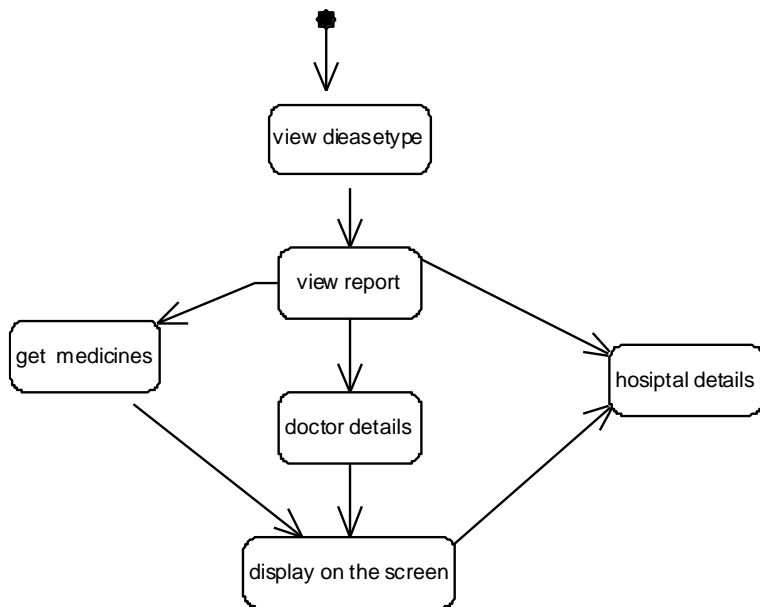 view dieasetype
view report
get medicines
hosiptal details
doctor details
display on the screen